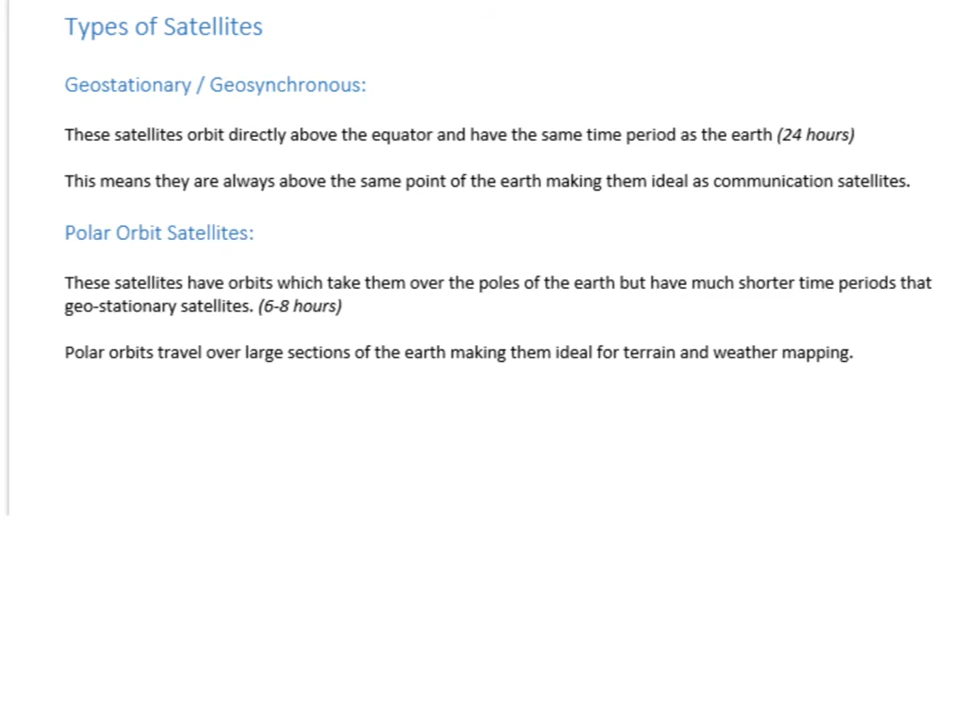 Types of Satellites
Geostationary / Geosynchronous:
These satellites orbit directly above the equator and have the same time period as the earth (24 hours)
This means they are always above the same point of the earth making them ideal as communication satellites.
Polar Orbit Satellites:
These satellites have orbits which take them over the poles of the earth but have much shorter time periods that
geo-stationary satellites. (6-8 hours)
Polar orbits travel over large sections of the earth making them ideal for terrain and weather mapping.